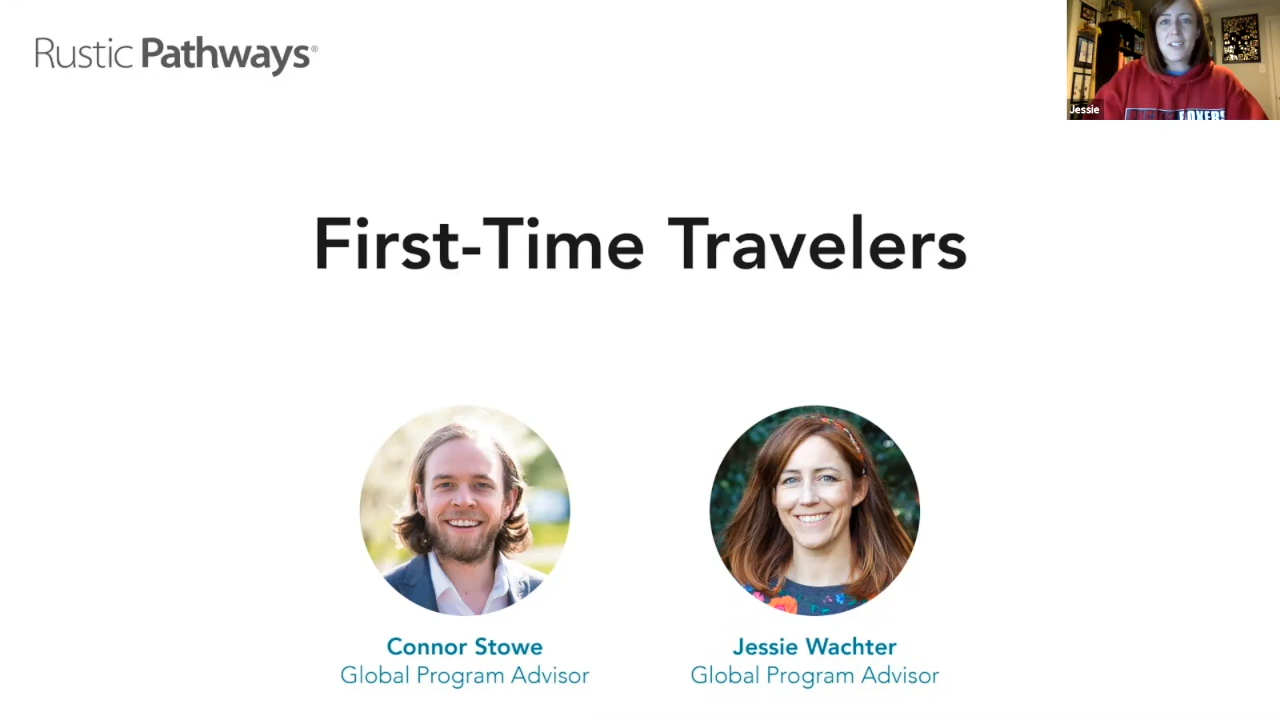 Rustic Pathways®
Jessie
First-Time Travelers
Connor Stowe
Global Program Advisor
Jessie Wachter
Global Program Advisor